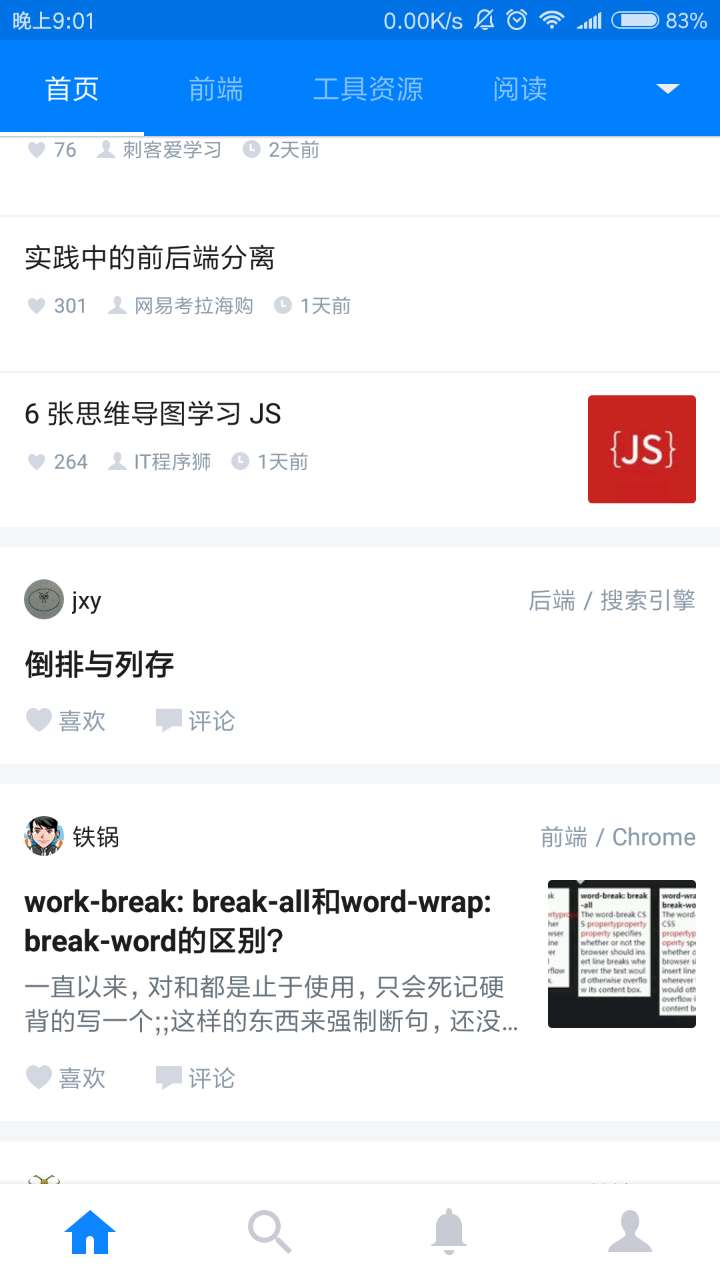 晚上9:01 0.00K/s 83%
首页 前端 工具资源 阅读
76 刺客爱学习 2天前
实践中的前后端分离
301 网易考拉海购 1天前
6 张思维导图学习 JS
264 IT程序狮 1天前
{JS}
jxy 后端 / 搜索引擎
倒排与列存
喜欢 评论
铁锅 前端 / Chrome
work-break: break-all和word-wrap:
break-word的区别?
一直以来，对和都是止于使用，只会死记硬
背的写一个;;这样的东西来强制断句，还没...
word-break: break
-all
The word-break CS
S propertyproperty
property specifies
whether or not the
browser should ins
ert line breaks whe
rever the text woul
d otherwise overflo
w its content box.
喜欢 评论